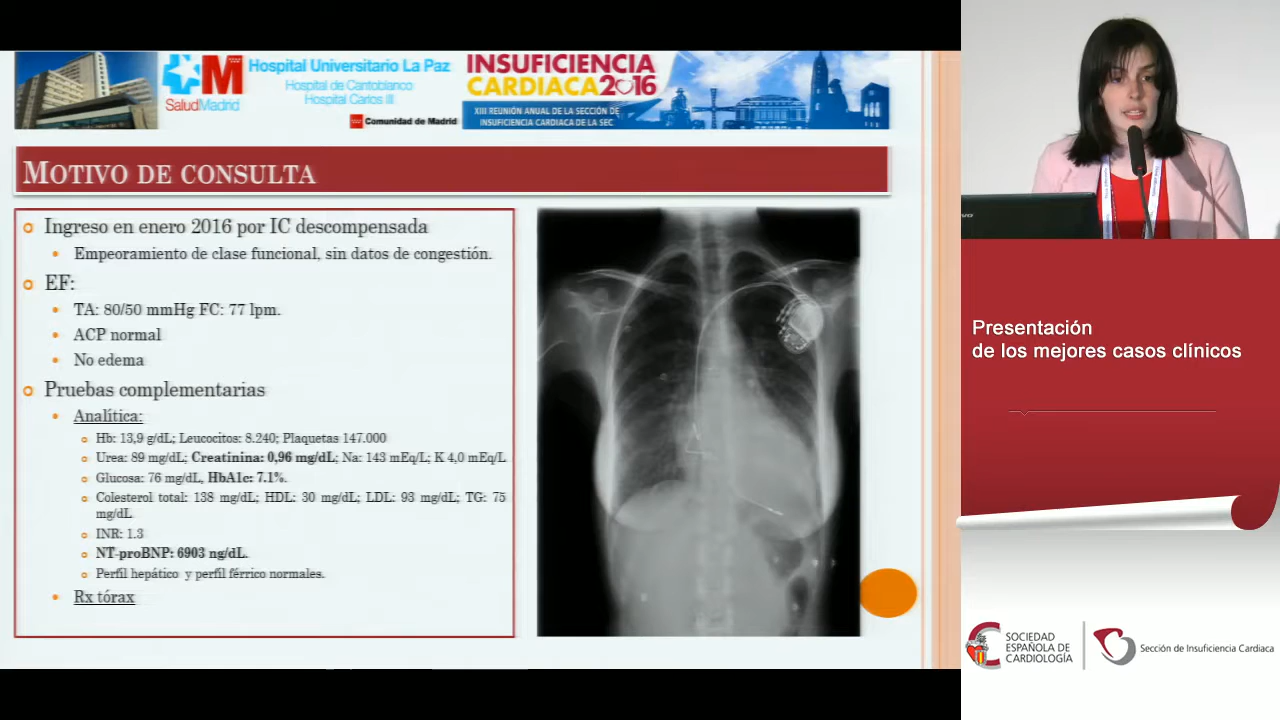 SaludMadrid
Hospital Universitario La Paz
Hospital de Cantoblanco
Hospital Carlos III
Comunidad de Madrid
INSUFICIENCIA
CARDIACA 2016
XIII REUNIÓN ANUAL DE LA SECCIÓN DE
INSUFICIENCIA CARDIACA DE LA SEC
MOTIVO DE CONSULTA
Ingreso en enero 2016 por IC descompensada
Empeoramiento de clase funcional, sin datos de congestión.
EF:
TA: 80/50 mmHg FC: 77 lpm.
ACP normal
No edema
Pruebas complementarias
Analítica:
Hb: 13,9 g/dL; Leucocitos: 8.240; Plaquetas 147.000
Urea: 89 mg/dL; Creatinina: 0,96 mg/dL; Na: 143 mEq/L; K 4,0 mEq/L
Glucosa: 76 mg/dL, HbA1c: 7.1%.
Colesterol total: 138 mg/dL; HDL: 30 mg/dL; LDL: 93 mg/dL; TG: 75
mg/dL
INR: 1.3
NT-proBNP: 6903 ng/dL.
Perfil hepático y perfil férrico normales.
Rx tórax
Presentación
de los mejores casos clínicos
SOCIEDAD
ESPAÑOLA DE
CARDIOLOGÍA
Sección de Insuficiencia Cardiaca